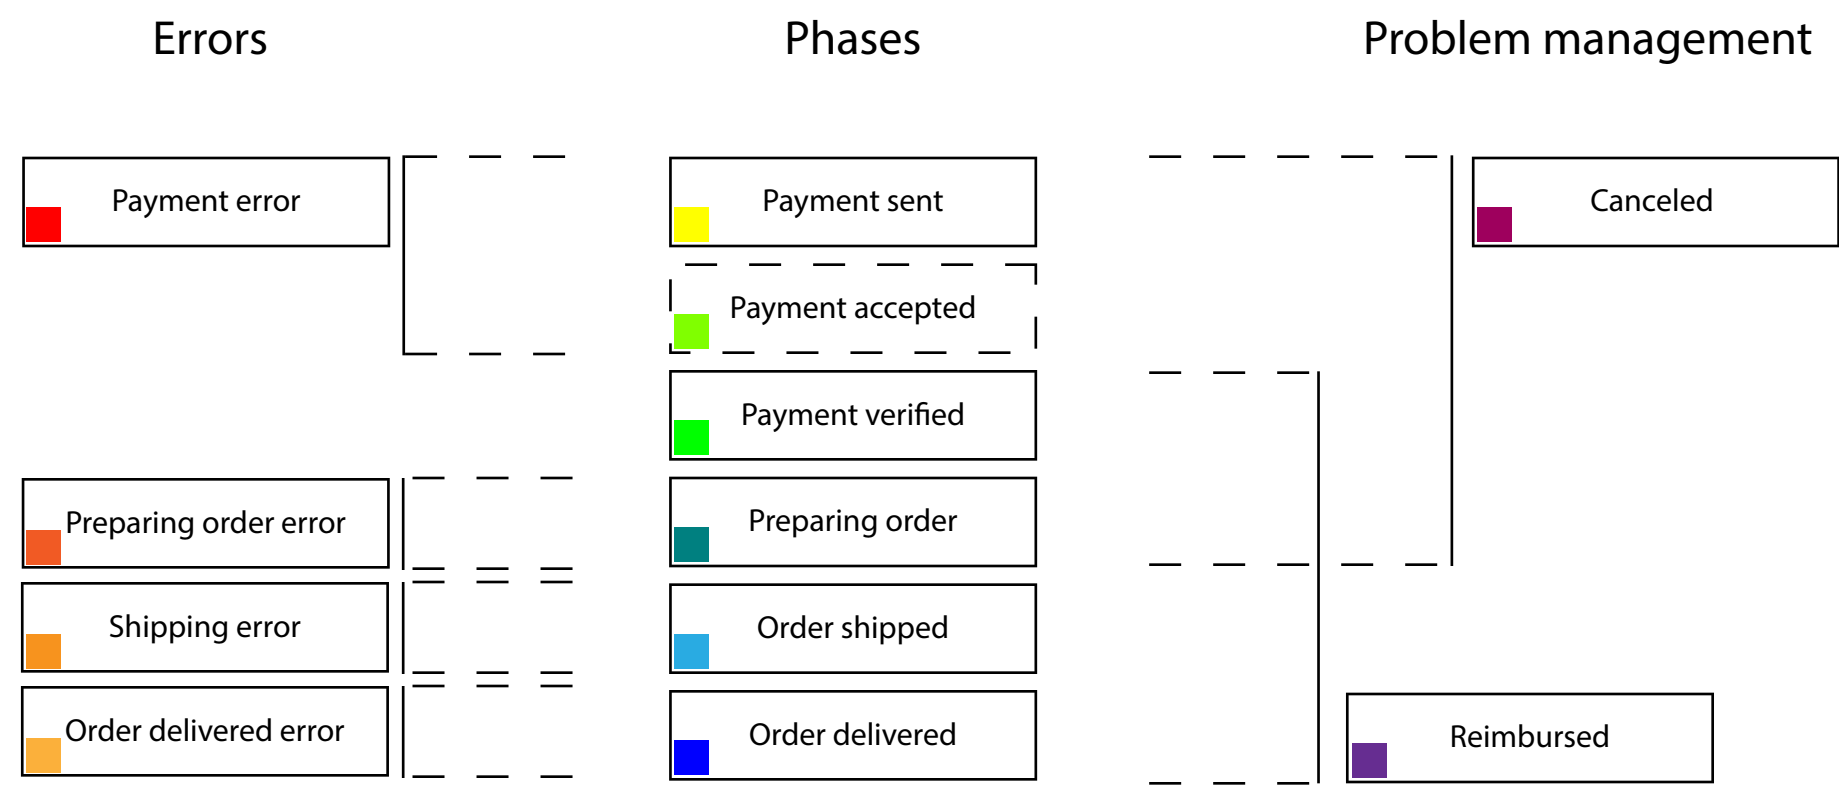 Errors
Phases
Problem management
Payment error
Payment sent
Canceled
Payment accepted
Payment verified
Preparing order error
Preparing order
Shipping error
Order shipped
Order delivered error
Order delivered
Reimbursed